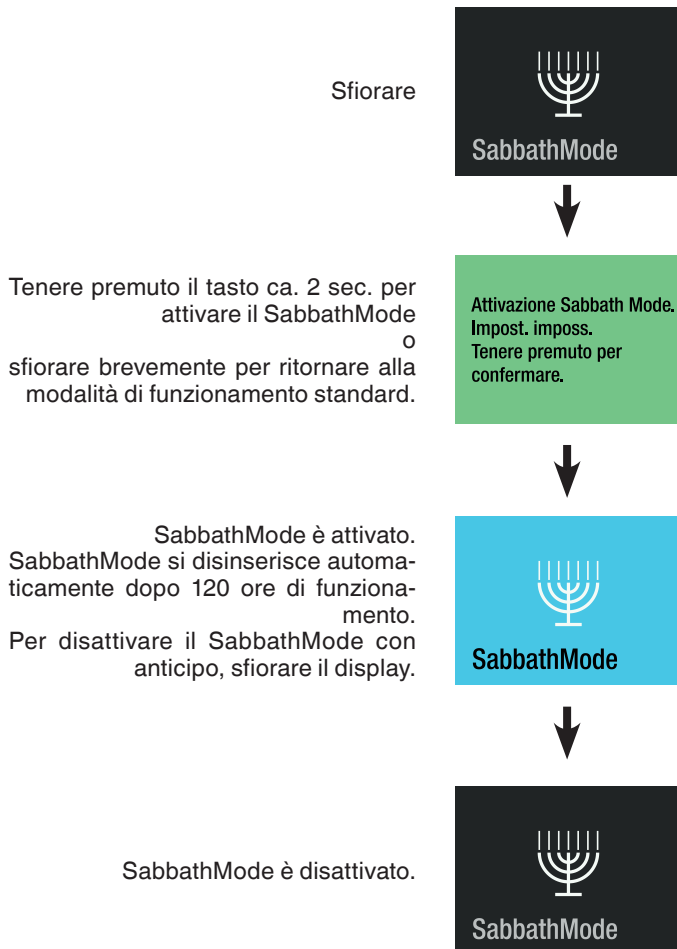 Sfiorare
SabbathMode
Tenere premuto il tasto ca. 2 sec. per
attivare il SabbathMode
o
sfiorare brevemente per ritornare alla
modalità di funzionamento standard.
Attivazione Sabbath Mode.
Impost. imposs.
Tenere premuto per
confermare.
SabbathMode è attivato.
SabbathMode si disinserisce automa-
ticamente dopo 120 ore di funziona-
mento.
Per disattivare il SabbathMode con
anticipo, sfiorare il display.
SabbathMode
SabbathMode è disattivato.
SabbathMode